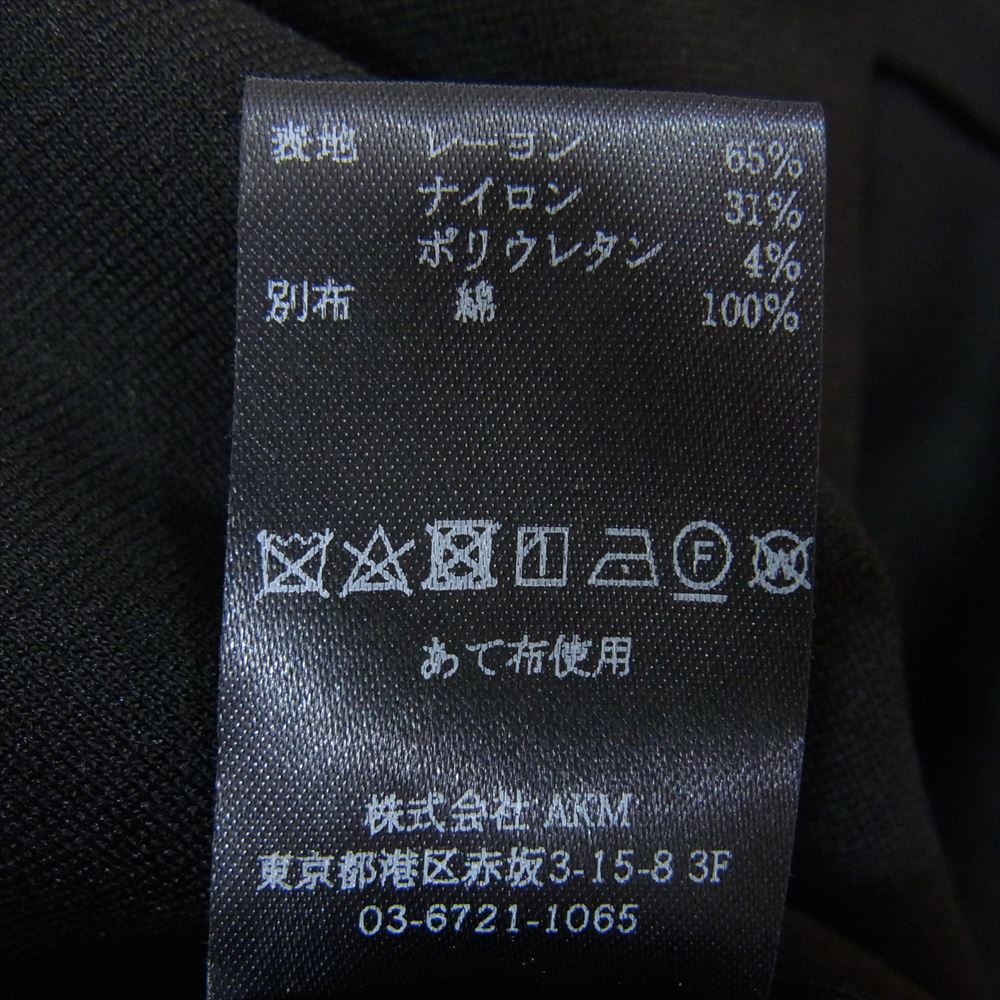 表地 レーヨン 65%
ナイロン 31%
ポリウレタン 4%
別布 綿 100%
F W
あて布使用
株式会社 AKM
東京都港区赤坂3-15-8 3F
03-6721-1065